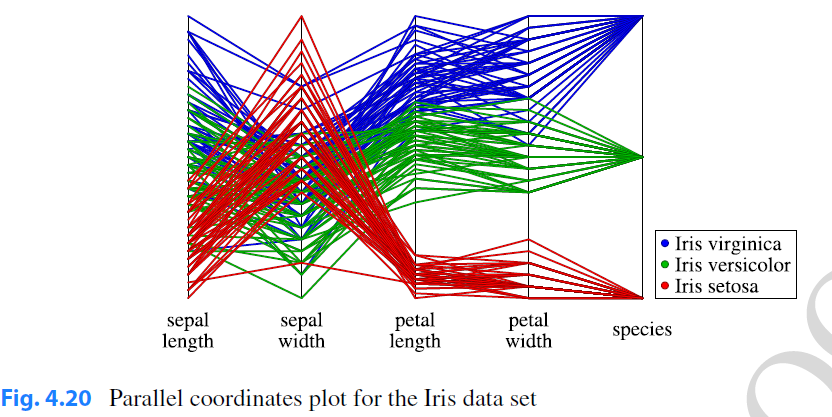 Iris virginica
Iris versicolor
Iris setosa
sepal length
sepal width
petal length
petal width
species
Fig. 4.20 Parallel coordinates plot for the Iris data set